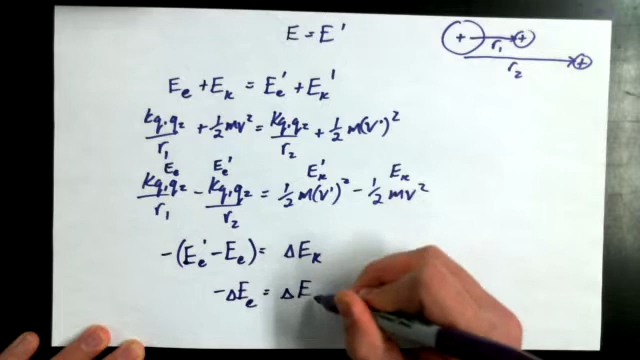 E = E'
+ r₁ +
r₂ +
Eₑ + Eₖ = Eₑ' + Eₖ'
kq₁q₂/r₁ + 1/2 mv² = kq₁q₂/r₂ + 1/2 m(v')²
Eₑ Eₑ' Eₖ' Eₖ
kq₁q₂/r₁ - kq₁q₂/r₂ = 1/2 m(v')² - 1/2 mv²
-(Eₑ' - Eₑ) = ΔEₖ
-ΔEₑ = ΔE